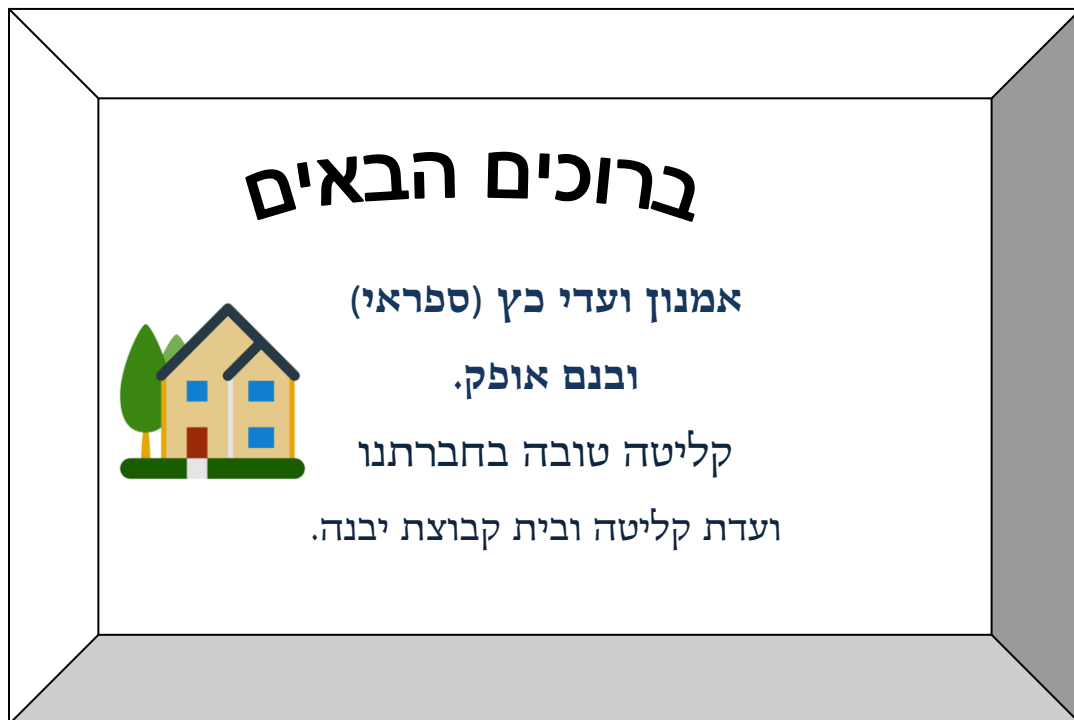 ברוכים הבאים
אמנון ועדי כץ (ספראי)
ובנם אופק.
קליטה טובה בחברתנו
ועדת קליטה ובית קבוצת יבנה.